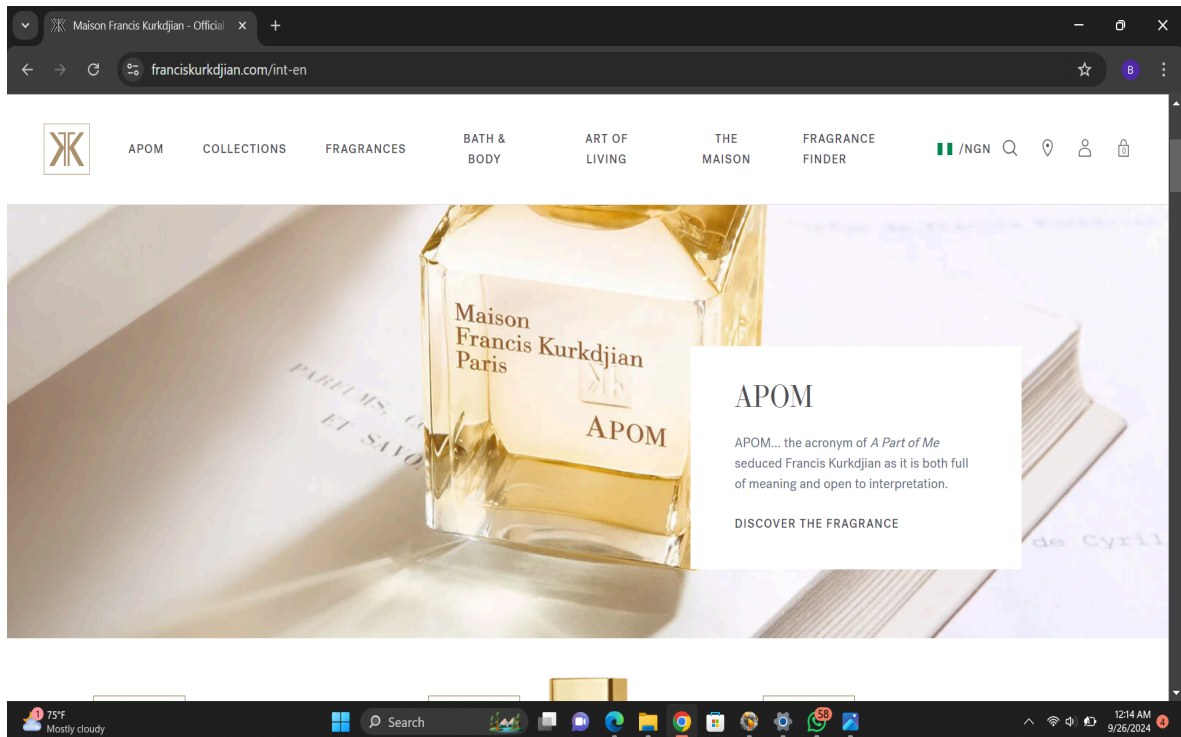 Maison Francis Kurkdjian - Official
franciskurkdjian.com/int-en
B
APOM
COLLECTIONS
FRAGRANCES
BATH &
BODY
ART OF
LIVING
THE
MAISON
FRAGRANCE
FINDER
/NGN
0
Maison
Francis Kurkdjian
Paris
APOM
PARFUMS,
ET SAVO
APOM
APOM... the acronym of A Part of Me
seduced Francis Kurkdjian as it is both full
of meaning and open to interpretation.
DISCOVER THE FRAGRANCE
de Cyril
1
75°F
Mostly cloudy
Search
58
12:14 AM
9/26/2024
4